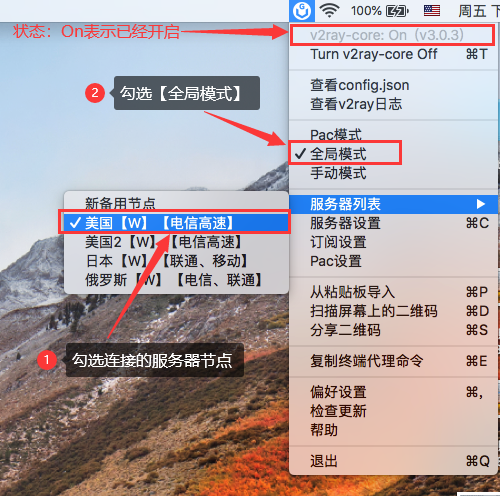 100% 周五 下
状态：On表示已经开启
v2ray-core: On  (v3.0.3)
Turn v2ray-core Off ⌘T
查看config.json
查看v2ray日志
Pac模式
✓ 全局模式
手动模式
服务器列表 ▶
服务器设置 ⌘C
订阅设置
Pac设置
从粘贴板导入 ⌘P
扫描屏幕上的二维码 ⌘D
分享二维码 ⌘S
复制终端代理命令 ⌘E
偏好设置 ⌘,
检查更新
帮助
退出 ⌘Q
2 勾选【全局模式】
新备用节点
✓ 美国【W】【电信高速】
美国2【W】【电信高速】
日本【W】【联通、移动】
俄罗斯【W】【电信、联通】
1 勾选连接的服务器节点